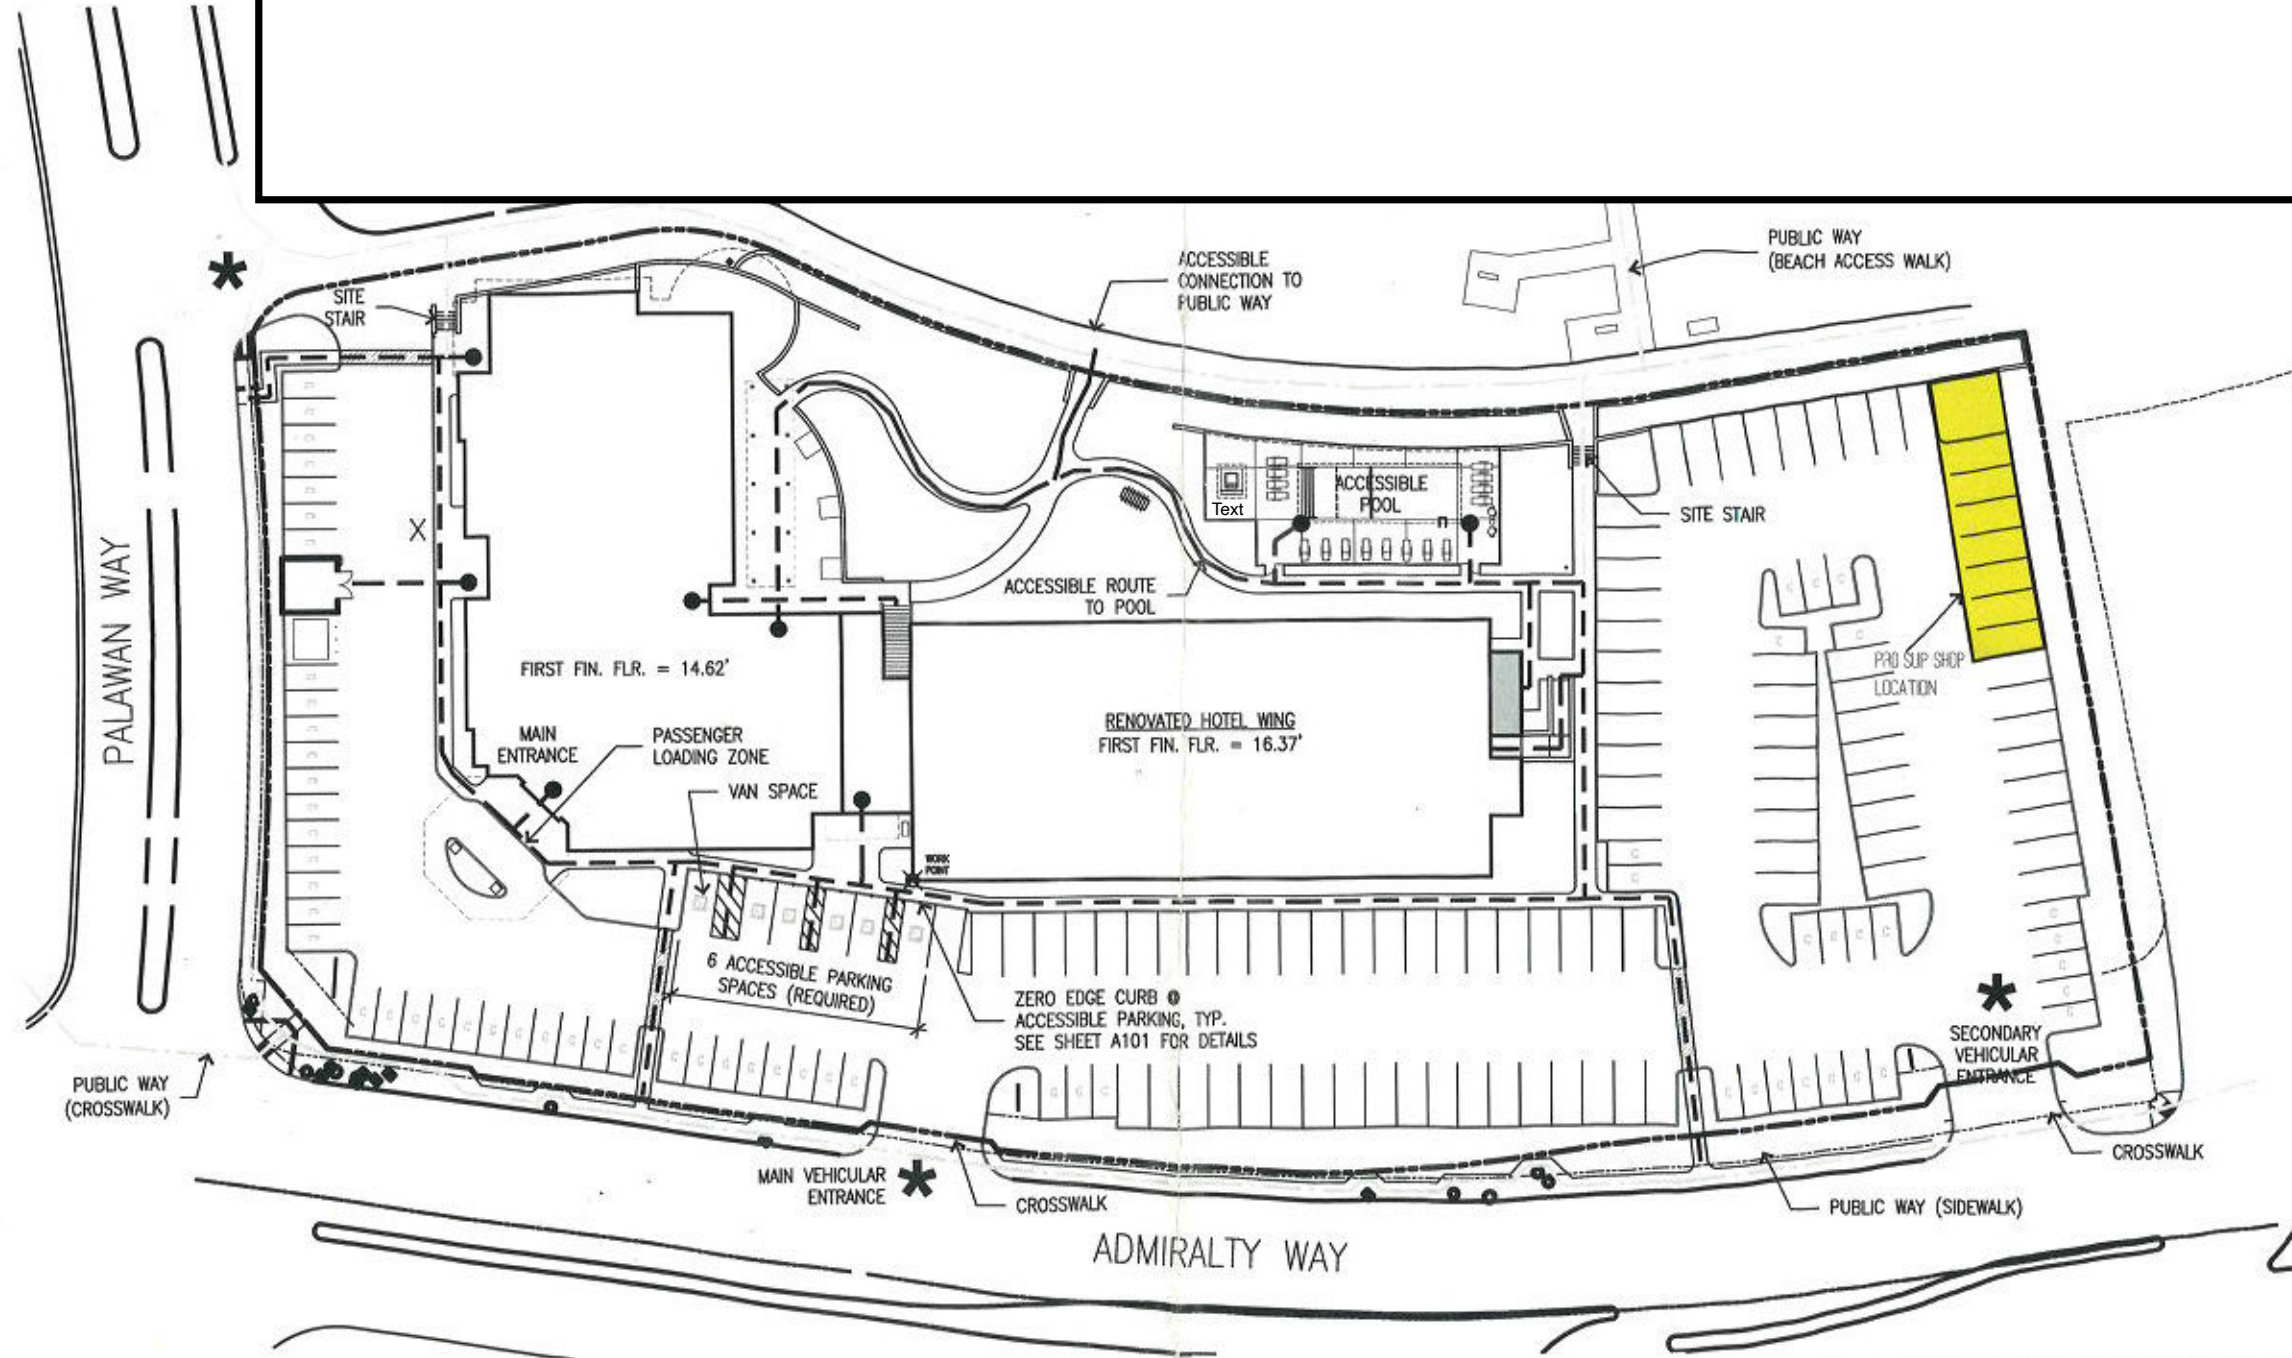 PUBLIC WAY
(BEACH ACCESS WALK)
ACCESSIBLE
CONNECTION TO
PUBLIC WAY
SITE
STAIR
ACCESSIBLE
POOL
Text
SITE STAIR
X
PALAWAN WAY
ACCESSIBLE ROUTE
TO POOL
FIRST FIN. FLR. = 14.62'
PRO SUP SHOP
LOCATION
RENOVATED HOTEL WING
FIRST FIN. FLR. = 16.37'
MAIN
ENTRANCE
PASSENGER
LOADING ZONE
VAN SPACE
WORK
POINT
6 ACCESSIBLE PARKING
SPACES (REQUIRED)
ZERO EDGE CURB @
ACCESSIBLE PARKING, TYP.
SEE SHEET A101 FOR DETAILS
SECONDARY
VEHICULAR
ENTRANCE
PUBLIC WAY
(CROSSWALK)
MAIN VEHICULAR
ENTRANCE
CROSSWALK
CROSSWALK
PUBLIC WAY (SIDEWALK)
ADMIRALTY WAY